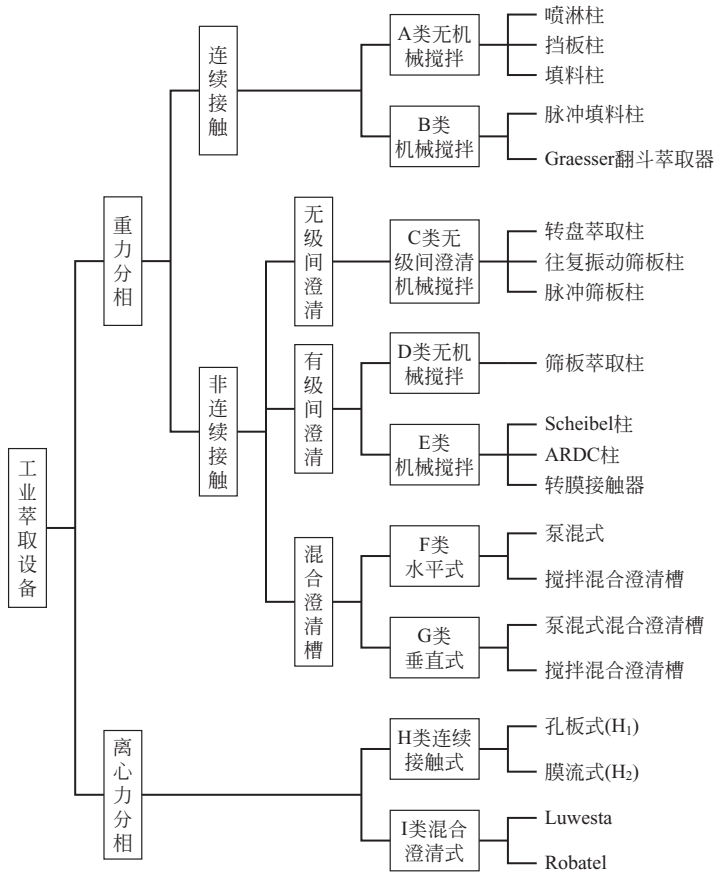 工业萃取设备
重力分相
连续接触
A类无机
械搅拌
喷淋柱
挡板柱
填料柱
B类
机械搅拌
脉冲填料柱
Graesser翻斗萃取器
非连续接触
无级间澄清
C类无
级间澄清
机械搅拌
转盘萃取柱
往复振动筛板柱
脉冲筛板柱
有级间澄清
D类无机
械搅拌
筛板萃取柱
E类
机械搅拌
Scheibel柱
ARDC柱
转膜接触器
混合澄清槽
F类
水平式
泵混式
搅拌混合澄清槽
G类
垂直式
泵混式混合澄清槽
搅拌混合澄清槽
离心力分相
H类连续
接触式
孔板式(H₁)
膜流式(H₂)
I类混合
澄清式
Luwesta
Robatel